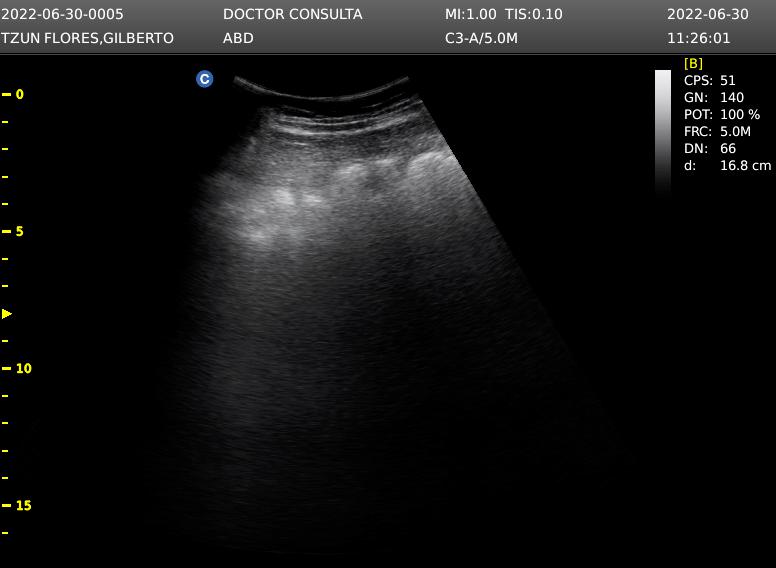 2022-06-30-0005 DOCTOR CONSULTA MI:1.00 TIS:0.10 2022-06-30
TZUN FLORES,GILBERTO ABD C3-A/5.0M 11:26:01
C
[B]
CPS: 51
GN: 140
POT: 100 %
FRC: 5.0M
DN: 66
d: 16.8 cm
0
5
10
15